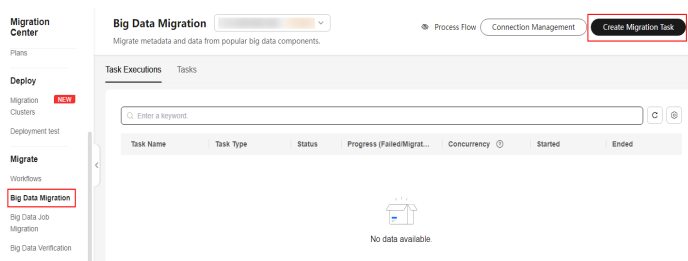 Migration
Center
Plans
Deploy
Migration NEW
Clusters
Deployment test
Migrate
Workflows
Big Data Migration
Big Data Job
Migration
Big Data Verification
Big Data Migration
Process Flow
Connection Management
Create Migration Task
Migrate metadata and data from popular big data components.
Task Executions Tasks
Enter a keyword.
Task Name Task Type Status Progress (Failed/Migrat... Concurrency Started Ended
No data available.